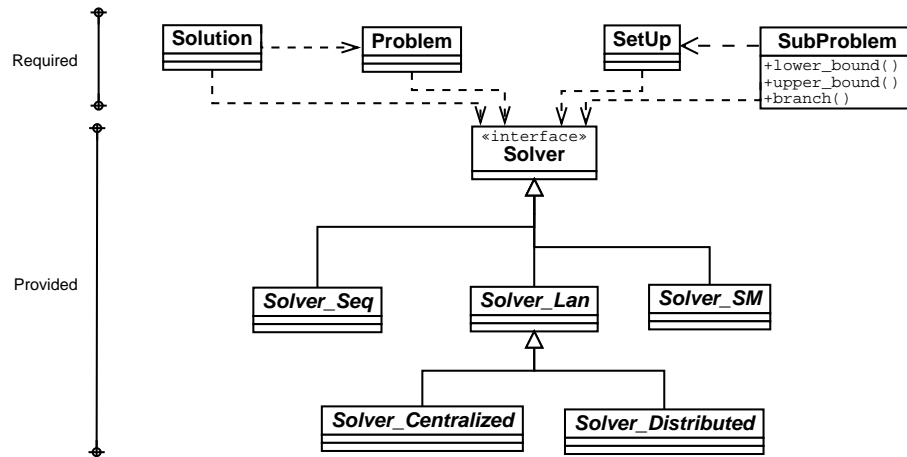 Required
Solution
Problem
SetUp
SubProblem
+lower_bound()
+upper_bound()
+branch()
«interface»
Solver
Provided
Solver_Seq
Solver_Lan
Solver_SM
Solver_Centralized
Solver_Distributed